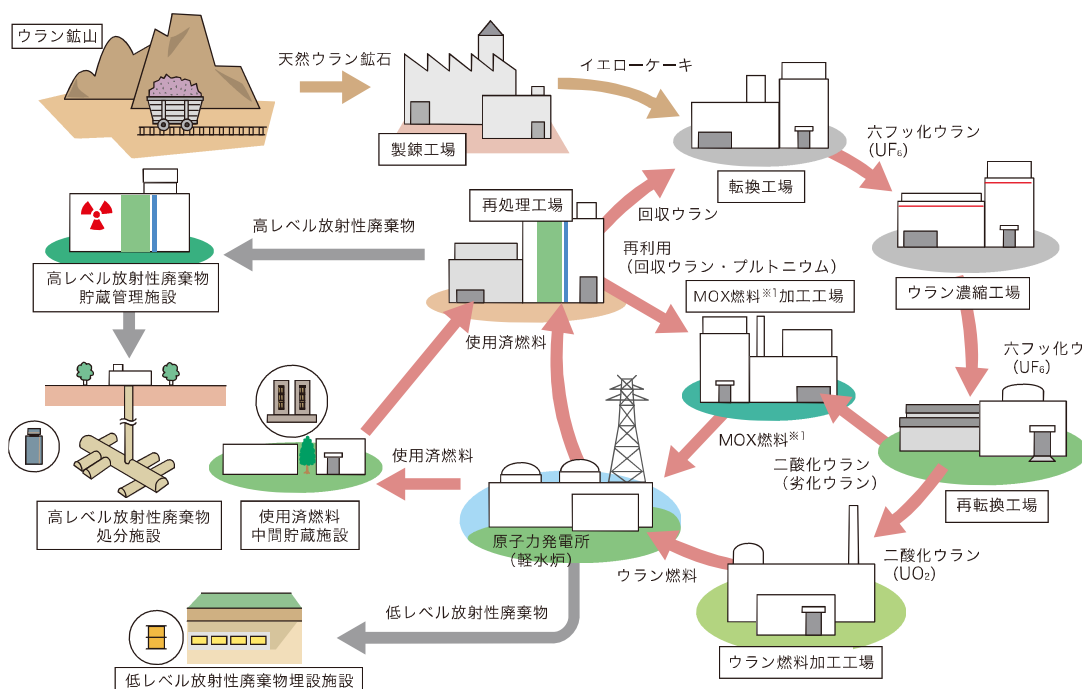 ウラン鉱山
天然ウラン鉱石
イエローケーキ
製錬工場
転換工場
六フッ化ウラン
(UF₆)
再処理工場
回収ウラン
高レベル放射性廃棄物
再利用
(回収ウラン・プルトニウム)
高レベル放射性廃棄物
貯蔵管理施設
MOX燃料※1加工工場
ウラン濃縮工場
使用済燃料
六フッ化ウ
(UF₆)
MOX燃料※1
使用済燃料
二酸化ウラン
(劣化ウラン)
再転換工場
高レベル放射性廃棄物
処分施設
使用済燃料
中間貯蔵施設
原子力発電所
(軽水炉)
ウラン燃料
二酸化ウラン
(UO₂)
低レベル放射性廃棄物
ウラン燃料加工工場
低レベル放射性廃棄物埋設施設